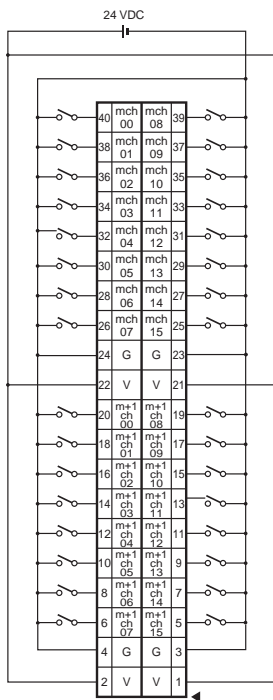 24 VDC
40 mch 00 mch 08 39
38 mch 01 mch 09 37
36 mch 02 mch 10 35
34 mch 03 mch 11 33
32 mch 04 mch 12 31
30 mch 05 mch 13 29
28 mch 06 mch 14 27
26 mch 07 mch 15 25
24 G G 23
22 V V 21
20 m+1 ch 00 m+1 ch 08 19
18 m+1 ch 01 m+1 ch 09 17
16 m+1 ch 02 m+1 ch 10 15
14 m+1 ch 03 m+1 ch 11 13
12 m+1 ch 04 m+1 ch 12 11
10 m+1 ch 05 m+1 ch 13 9
8 m+1 ch 06 m+1 ch 14 7
6 m+1 ch 07 m+1 ch 15 5
4 G G 3
2 V V 1